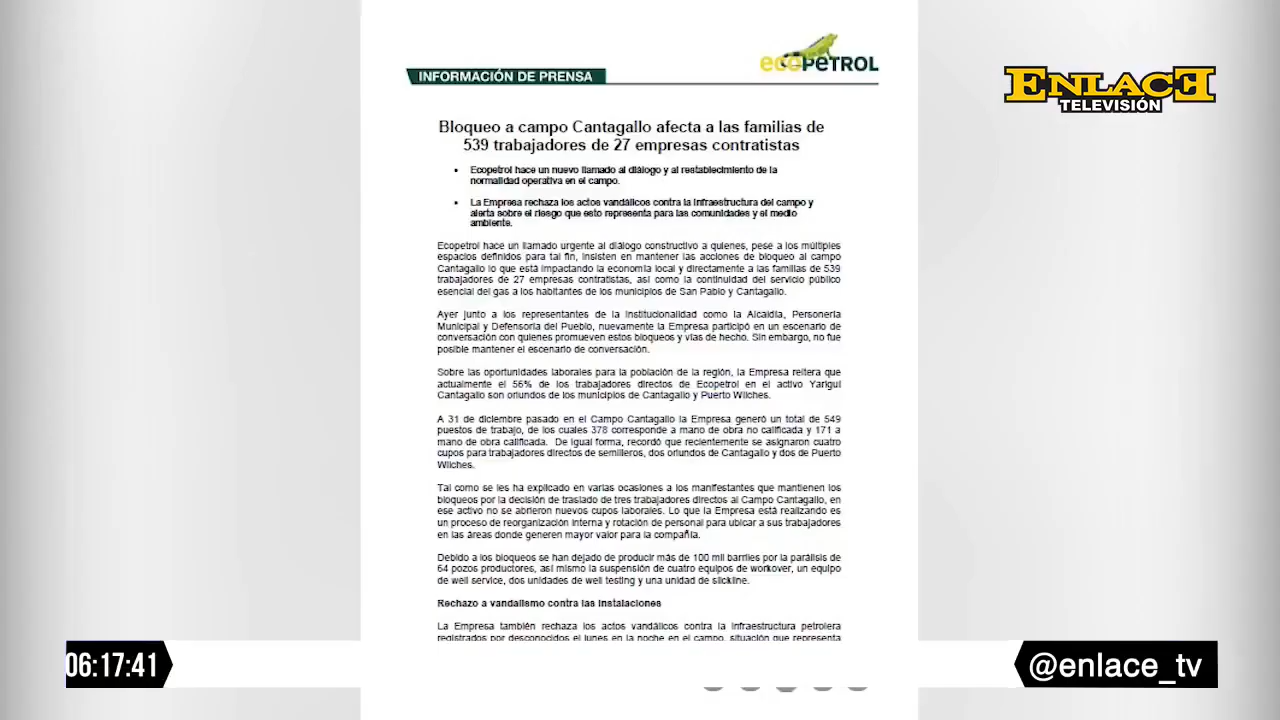 INFORMACIÓN DE PRENSA
ecoPETROL
ENLACE
TELEVISIÓN
Bloqueo a campo Cantagallo afecta a las familias de
539 trabajadores de 27 empresas contratistas
• Ecopetrol hace un nuevo llamado al diálogo y al restablecimiento de la
normalidad operativa en el campo.
• La Empresa rechaza los actos vandálicos contra la infraestructura del campo y
alerta sobre el riesgo que esto representa para las comunidades y el medio
ambiente.
Ecopetrol hace un llamado urgente al diálogo constructivo a quienes, pese a los múltiples
espacios definidos para tal fin, insisten en mantener las acciones de bloqueo al campo
Cantagallo lo que está impactando la economía local y directamente a las familias de 539
trabajadores de 27 empresas contratistas, así como la continuidad del servicio público
esencial del gas a los habitantes de los municipios de San Pablo y Cantagallo.
Ayer junto a los representantes de la institucionalidad como la Alcaldía, Personería
Municipal y Defensoría del Pueblo, nuevamente la Empresa participó en un escenario de
conversación con quienes promueven estos bloqueos y vías de hecho. Sin embargo, no fue
posible mantener el escenario de conversación.
Sobre las oportunidades laborales para la población de la región, la Empresa reitera que
actualmente el 56% de los trabajadores directos de Ecopetrol en el activo Yariguí
Cantagallo son oriundos de los municipios de Cantagallo y Puerto Wilches.
A 31 de diciembre pasado en el Campo Cantagallo la Empresa generó un total de 549
puestos de trabajo, de los cuales 378 corresponde a mano de obra no calificada y 171 a
mano de obra calificada. De igual forma, recordó que recientemente se asignaron cuatro
cupos para trabajadores directos de semilleros, dos oriundos de Cantagallo y dos de Puerto
Wilches.
Tal como se les ha explicado en varias ocasiones a los manifestantes que mantienen los
bloqueos por la decisión de traslado de tres trabajadores directos al Campo Cantagallo, en
ese activo no se abrieron nuevos cupos laborales. Lo que la Empresa está realizando es
un proceso de reorganización interna y rotación de personal para ubicar a sus trabajadores
en las áreas donde generen mayor valor para la compañía.
Debido a los bloqueos se han dejado de producir más de 100 mil barriles por la parálisis de
64 pozos productores, así mismo la suspensión de cuatro equipos de workover, un equipo
de well service, dos unidades de well testing y una unidad de slickline.
Rechazo a vandalismo contra las instalaciones
La Empresa también rechaza los actos vandálicos contra la infraestructura petrolera
registrados por desconocidos el lunes en la noche en el campo, situación que representa
06:17:41
@enlace_tv